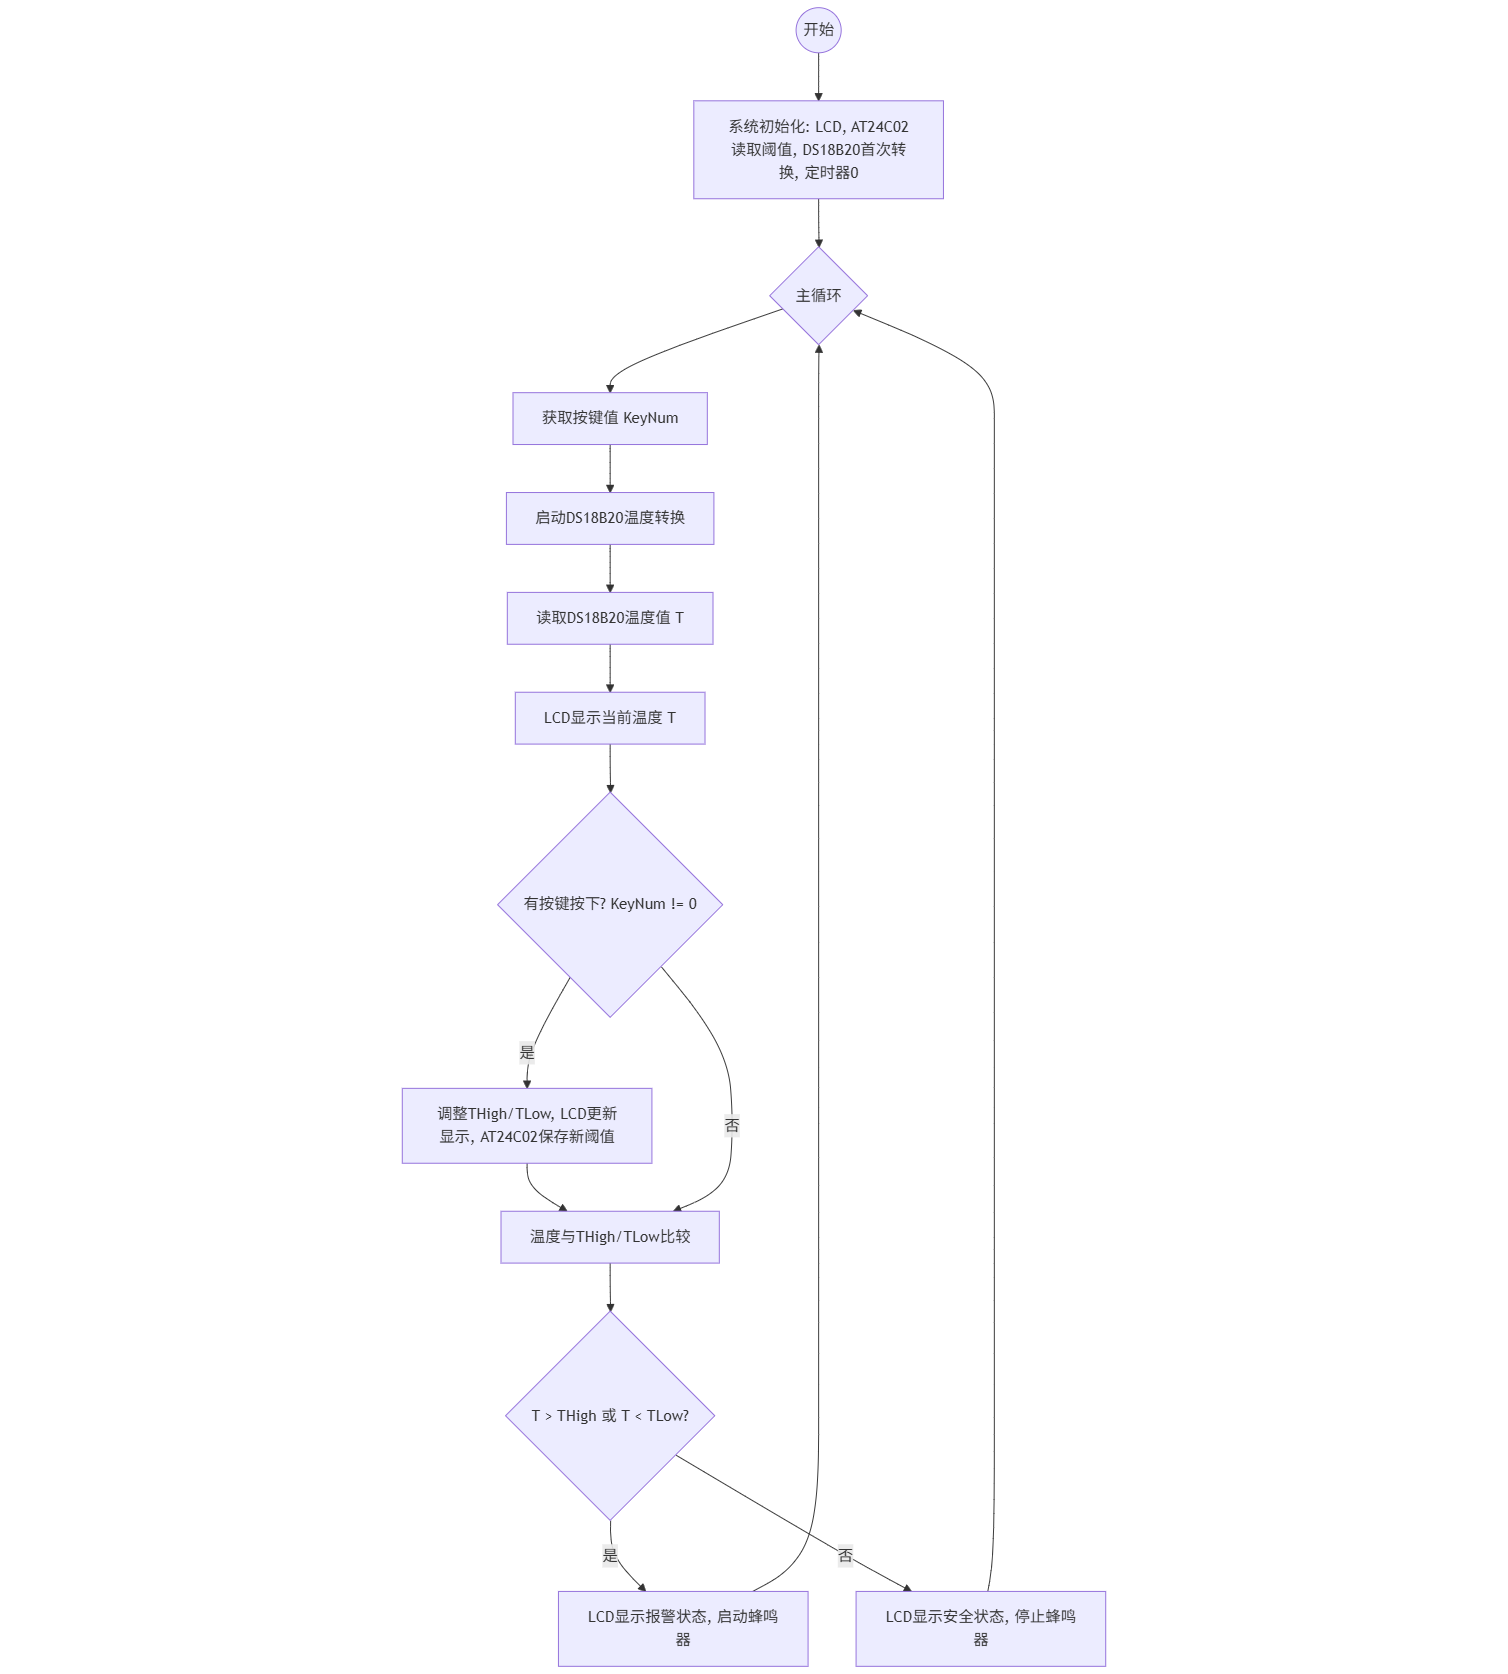 开始
系统初始化: LCD, AT24C02
读取阈值, DS18B20首次转
换, 定时器0
主循环
获取按键值 KeyNum
启动DS18B20温度转换
读取DS18B20温度值 T
LCD显示当前温度 T
有按键按下? KeyNum != 0
是
调整THigh/TLow, LCD更新
显示, AT24C02保存新阈值
否
温度与THigh/TLow比较
T > THigh 或 T < TLow?
是
否
LCD显示报警状态, 启动蜂鸣
器
LCD显示安全状态, 停止蜂鸣
器